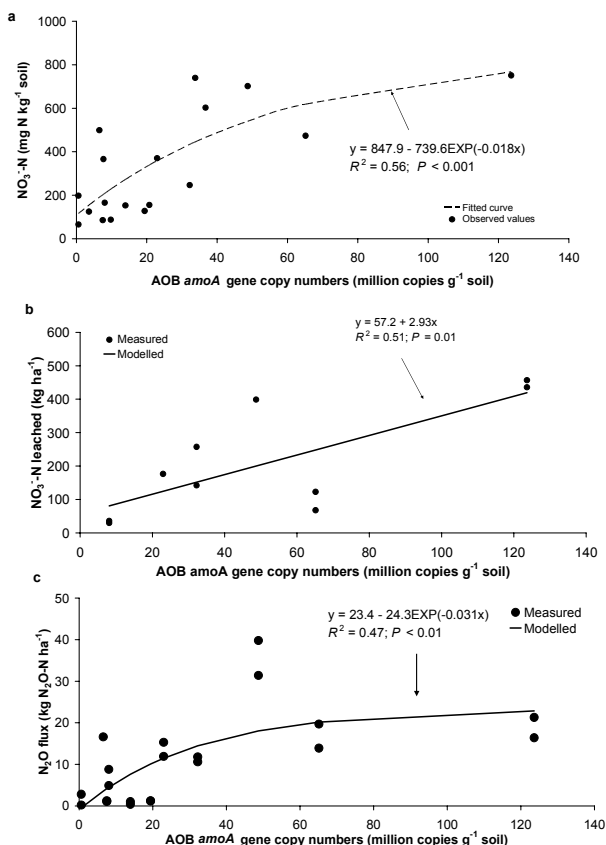 a
1000
800
600
400
200
0
NO₃⁻-N (mg N kg⁻¹ soil)
y = 847.9 - 739.6EXP(-0.018x)
R² = 0.56; P < 0.001
Fitted curve
Observed values
0 20 40 60 80 100 120 140
AOB amoA gene copy numbers (million copies g⁻¹ soil)
b
600
500
400
300
200
100
0
NO₃⁻-N leached (kg ha⁻¹)
Measured
Modelled
y = 57.2 + 2.93x
R² = 0.51; P = 0.01
0 20 40 60 80 100 120 140
AOB amoA gene copy numbers (million copies g⁻¹ soil)
c
50
40
30
20
10
0
N₂O flux (kg N₂O-N ha⁻¹)
y = 23.4 - 24.3EXP(-0.031x)
R² = 0.47; P < 0.01
Measured
Modelled
0 20 40 60 80 100 120 140
AOB amoA gene copy numbers (million copies g⁻¹ soil)